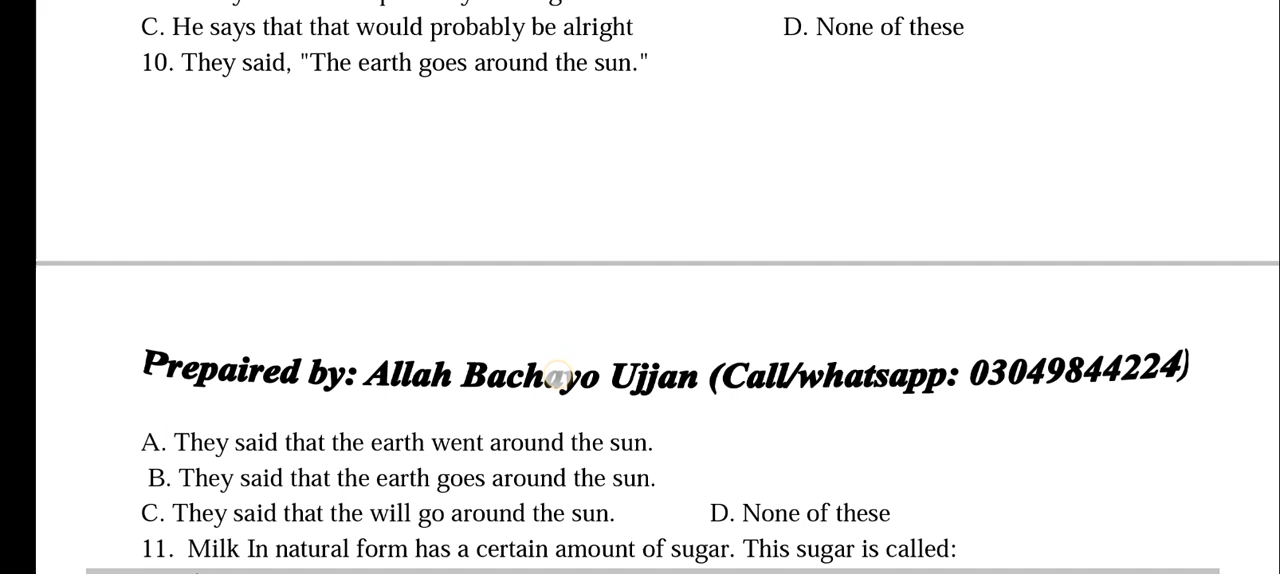 C. He says that that would probably be alright D. None of these
10. They said, "The earth goes around the sun."
Prepaired by: Allah Bachayo Ujjan (Call/whatsapp: 03049844224)
A. They said that the earth went around the sun.
B. They said that the earth goes around the sun.
C. They said that the will go around the sun. D. None of these
11. Milk In natural form has a certain amount of sugar. This sugar is called: